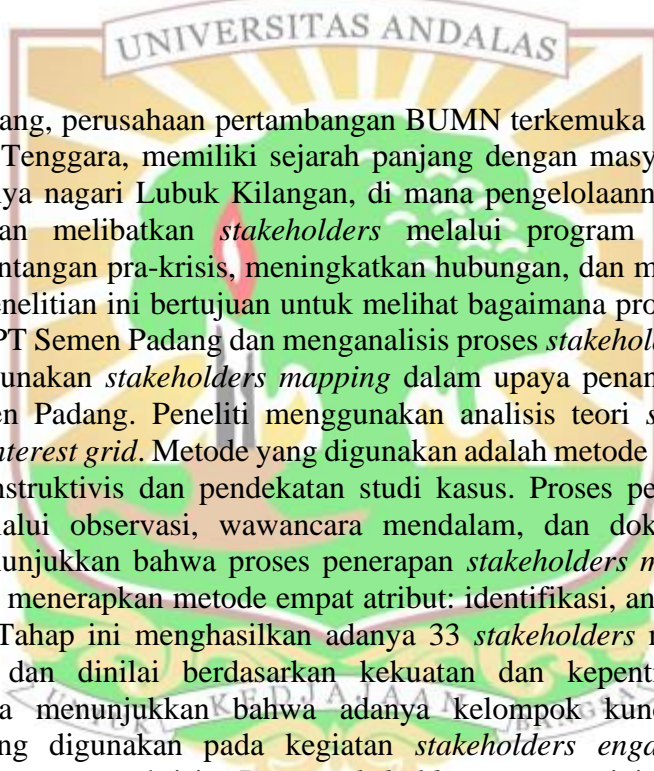 UNIVERSITAS ANDALAS
ang, perusahaan pertambangan BUMN terkemuka
Tenggara, memiliki sejarah panjang dengan masy
ya nagari Lubuk Kilangan, di mana pengelolaann
an melibatkan stakeholders melalui program
ntangan pra-krisis, meningkatkan hubungan, dan m
enelitian ini bertujuan untuk melihat bagaimana pro
PT Semen Padang dan menganalisis proses stakehol
unakan stakeholders mapping dalam upaya penan
en Padang. Peneliti menggunakan analisis teori s
nterest grid. Metode yang digunakan adalah metode
nstruktivis dan pendekatan studi kasus. Proses pe
alui observasi, wawancara mendalam, dan dok
unjukkan bahwa proses penerapan stakeholders m
menerapkan metode empat atribut: identifikasi, an
Tahap ini menghasilkan adanya 33 stakeholders
dan dinilai berdasarkan kekuatan dan kepent
a menunjukkan bahwa adanya kelompok kunc
ng digunakan pada kegiatan stakeholders enga
UNTUK KEDJAJAAN BANGSA